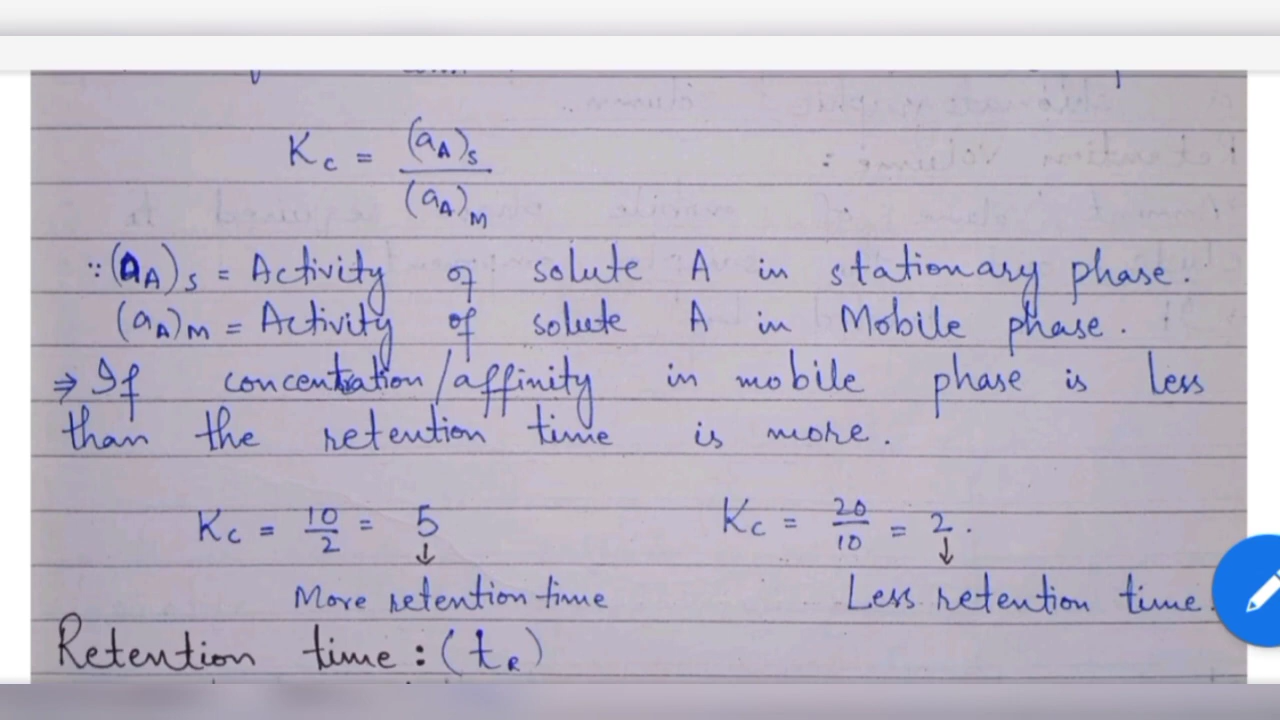 Kc = (aA)S / (aA)M
∵ (aA)S = Activity of solute A in stationary phase.
(aA)M = Activity of solute A in Mobile phase.
⇒ If concentration/affinity in mobile phase is less
than the retention time is more.
Kc = 10/2 = 5
↓
More retention time
Kc = 20/10 = 2.
↓
Less retention time.
Retention time : (tR)